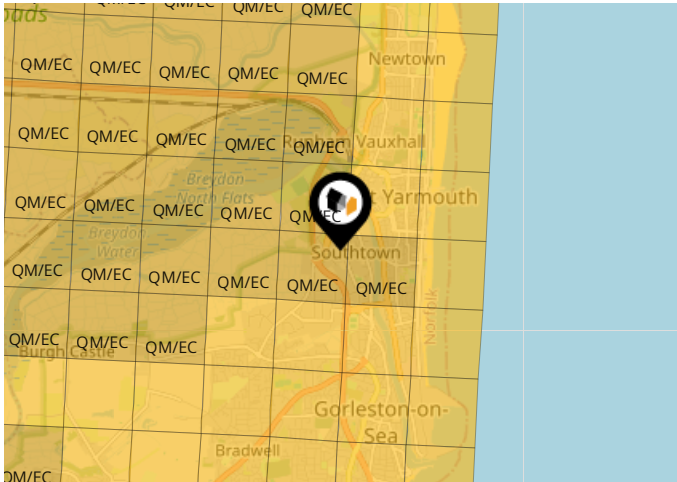 QM/EC
QM/EC QM/EC
QM/EC QM/EC QM/EC QM/EC QM/EC
Newtown
QM/EC QM/EC QM/EC QM/EC QM/EC
Vauxhall
Breydon
North Flats
Yarmouth
QM/EC QM/EC QM/EC QM/EC QM/EC
Breydon
Water
Southtown
QM/EC QM/EC QM/EC QM/EC QM/EC QM/EC
Norfolk
QM/EC QM/EC QM/EC
Burgh Castle
Gorleston-on-
Sea
Bradwell